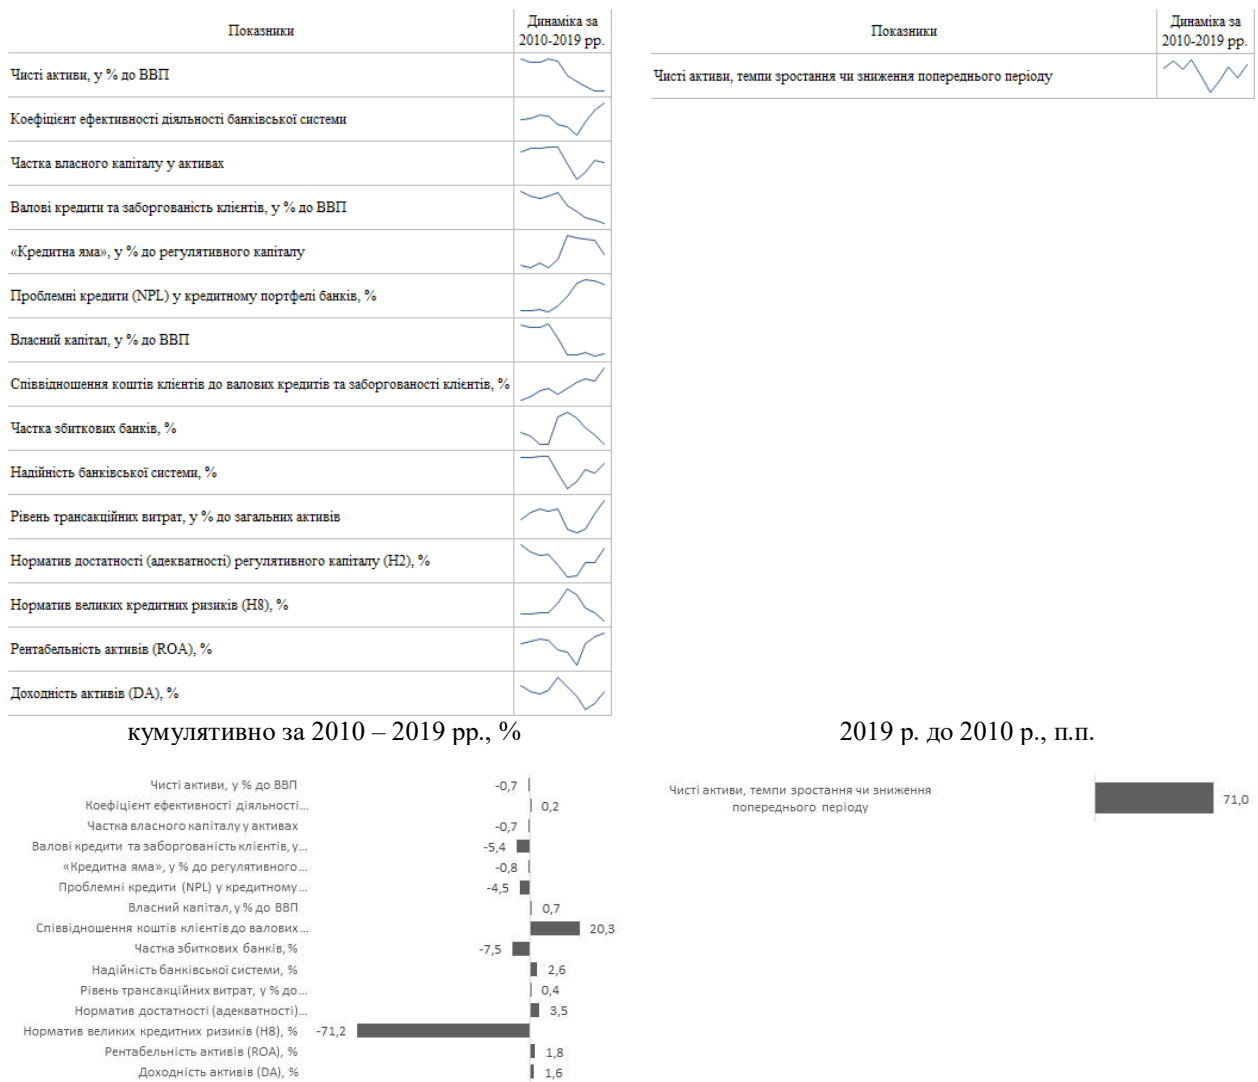 Показники
Динаміка за
2010-2019 рр.
Чисті активи, у % до ВВП
Коефіцієнт ефективності діяльності банківської системи
Частка власного капіталу у активах
Валові кредити та заборгованість клієнтів, у % до ВВП
«Кредитна яма», у % до регулятивного капіталу
Проблемні кредити (NPL) у кредитному портфелі банків, %
Власний капітал, у % до ВВП
Співвідношення коштів клієнтів до валових кредитів та заборгованості клієнтів, %
Частка збиткових банків, %
Надійність банківської системи, %
Рівень трансакційних витрат, у % до загальних активів
Норматив достатності (адекватності) регулятивного капіталу (Н2), %
Норматив великих кредитних ризиків (Н8), %
Рентабельність активів (ROA), %
Доходність активів (DA), %
Показники
Динаміка за
2010-2019 рр.
Чисті активи, темпи зростання чи зниження попереднього періоду
кумулятивно за 2010 – 2019 рр., %
2019 р. до 2010 р., п.п.
Чисті активи, у % до ВВП -0,7
Коефіцієнт ефективності діяльності... 0,2
Частка власного капіталу у активах -0,7
Валові кредити та заборгованість клієнтів, у... -5,4
«Кредитна яма», у % до регулятивного... -0,8
Проблемні кредити (NPL) у кредитному... -4,5
Власний капітал, у % до ВВП 0,7
Співвідношення коштів клієнтів до валових... 20,3
Частка збиткових банків, % -7,5
Надійність банківської системи, % 2,6
Рівень трансакційних витрат, у % до... 0,4
Норматив достатності (адекватності)... 3,5
Норматив великих кредитних ризиків (Н8), % -71,2
Рентабельність активів (ROA), % 1,8
Доходність активів (DA), % 1,6
Чисті активи, темпи зростання чи зниження
попереднього періоду
71,0